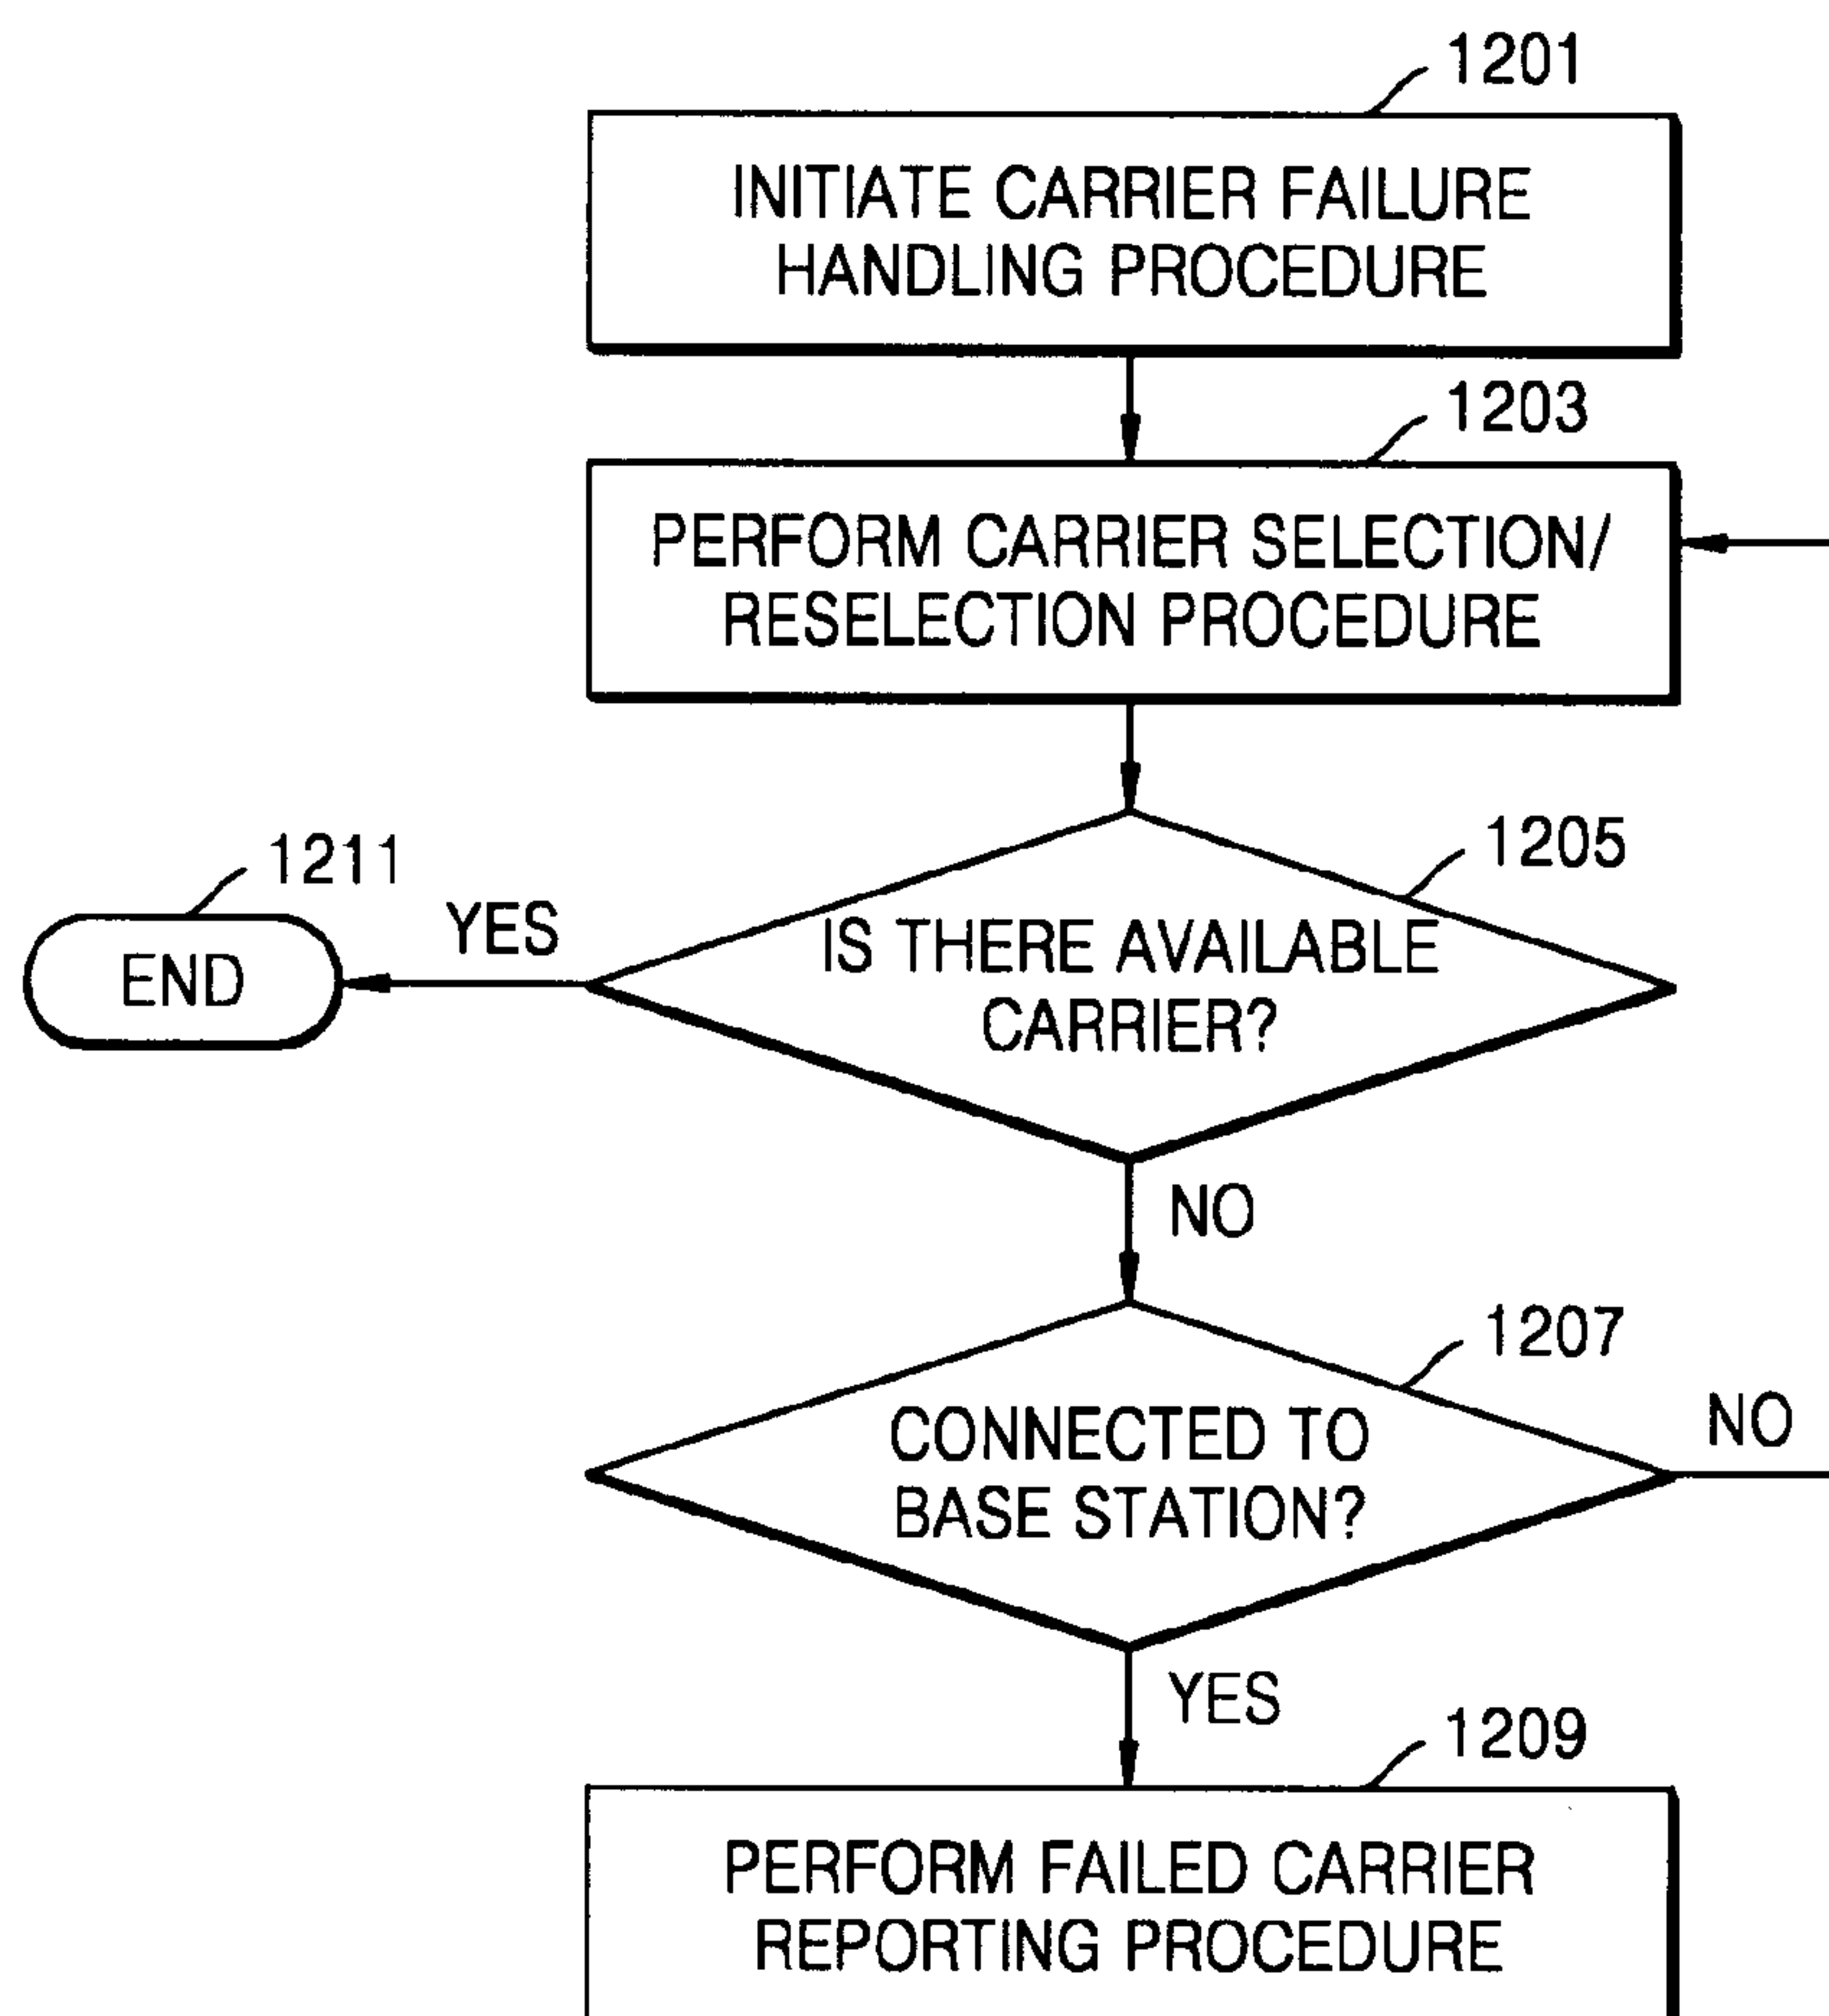 1201
INITIATE CARRIER FAILURE
HANDLING PROCEDURE
1203
PERFORM CARRIER SELECTION/
RESELECTION PROCEDURE
1205
1211
YES
IS THERE AVAILABLE
CARRIER?
END
NO
1207
CONNECTED TO
BASE STATION?
NO
YES
1209
PERFORM FAILED CARRIER
REPORTING PROCEDURE